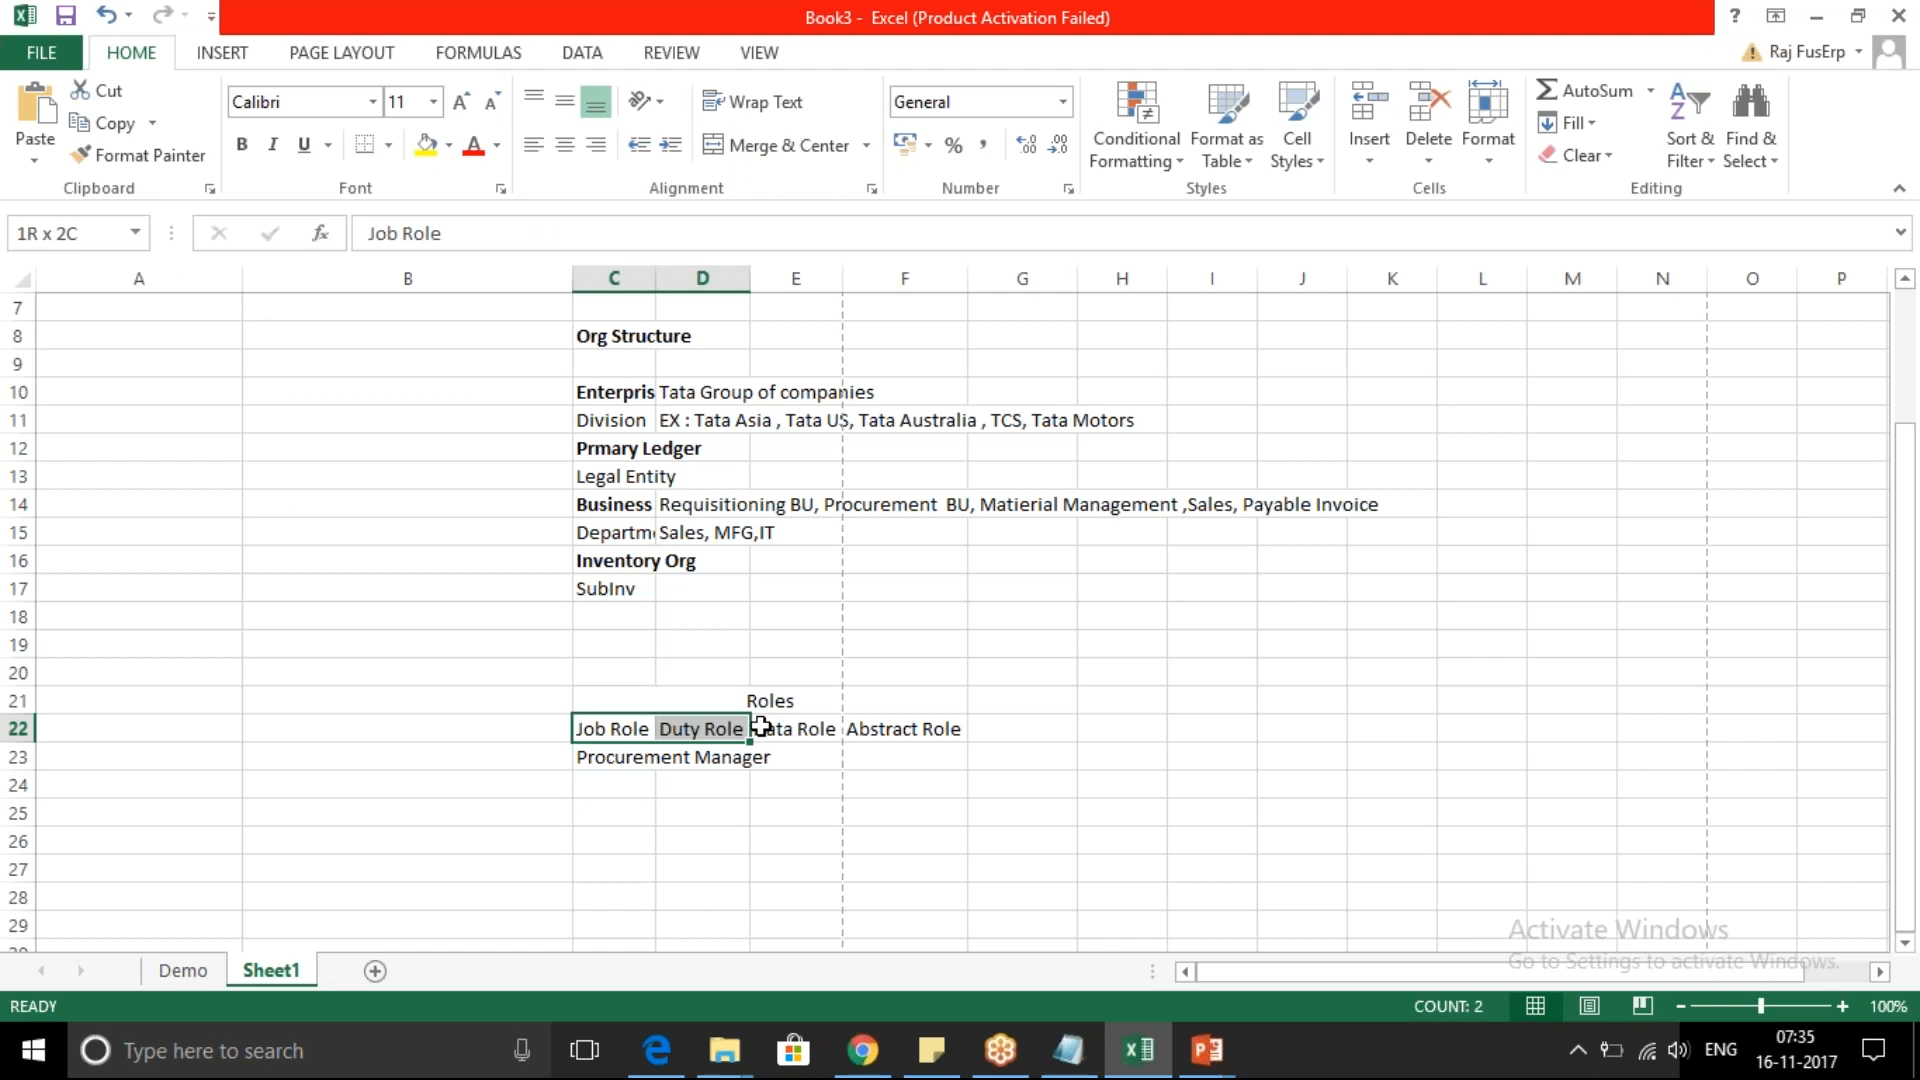 Book3 - Excel (Product Activation Failed)
FILE HOME INSERT PAGE LAYOUT FORMULAS DATA REVIEW VIEW
Raj FusErp
Paste
Cut
Copy
Format Painter
Clipboard
Calibri 11
B I U
Font
Wrap Text
Merge & Center
Alignment
General
%
Number
Conditional Formatting
Format as Table
Cell Styles
Styles
Insert
Delete
Format
Cells
AutoSum
Fill
Clear
Sort & Filter
Find & Select
Editing
1R x 2C
fx
Job Role
A B C D E F G H I J K L M N O P
7
8 Org Structure
9
10 Enterpris Tata Group of companies
11 Division EX : Tata Asia , Tata US, Tata Australia , TCS, Tata Motors
12 Prmary Ledger
13 Legal Entity
14 Business Requisitioning BU, Procurement BU, Matierial Management ,Sales, Payable Invoice
15 Departm Sales, MFG,IT
16 Inventory Org
17 SubInv
18
19
20
21 Roles
22 Job Role Duty Role ata Role Abstract Role
23 Procurement Manager
24
25
26
27
28
29
Activate Windows
Go to Settings to activate Windows.
Demo Sheet1
READY
COUNT: 2
100%
Type here to search
ENG
07:35
16-11-2017